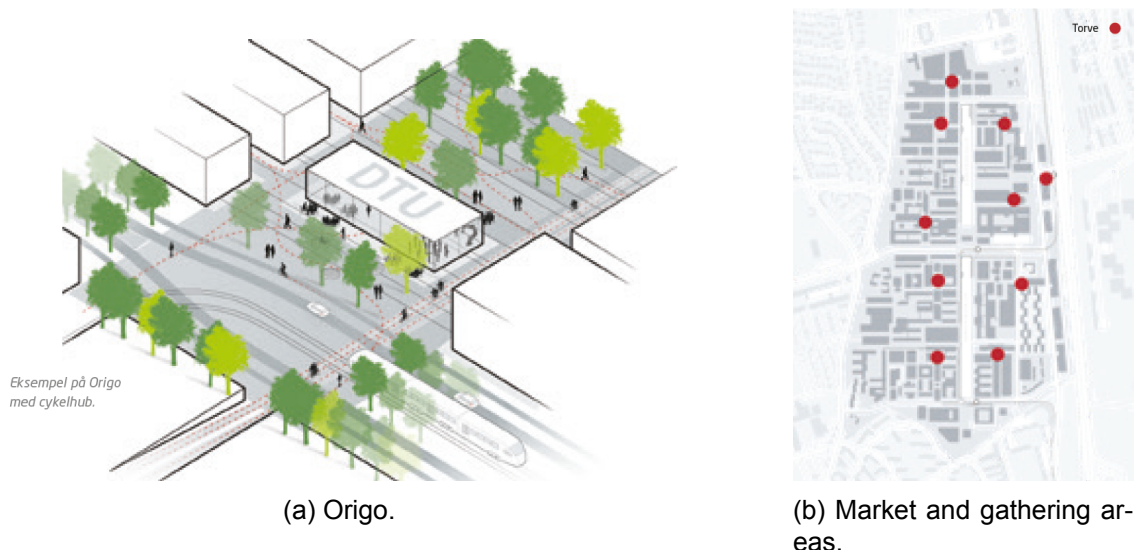 Torve
DTU
?
Eksempel på Origo
med cykelhub.
(a) Origo.
(b) Market and gathering ar-
eas.